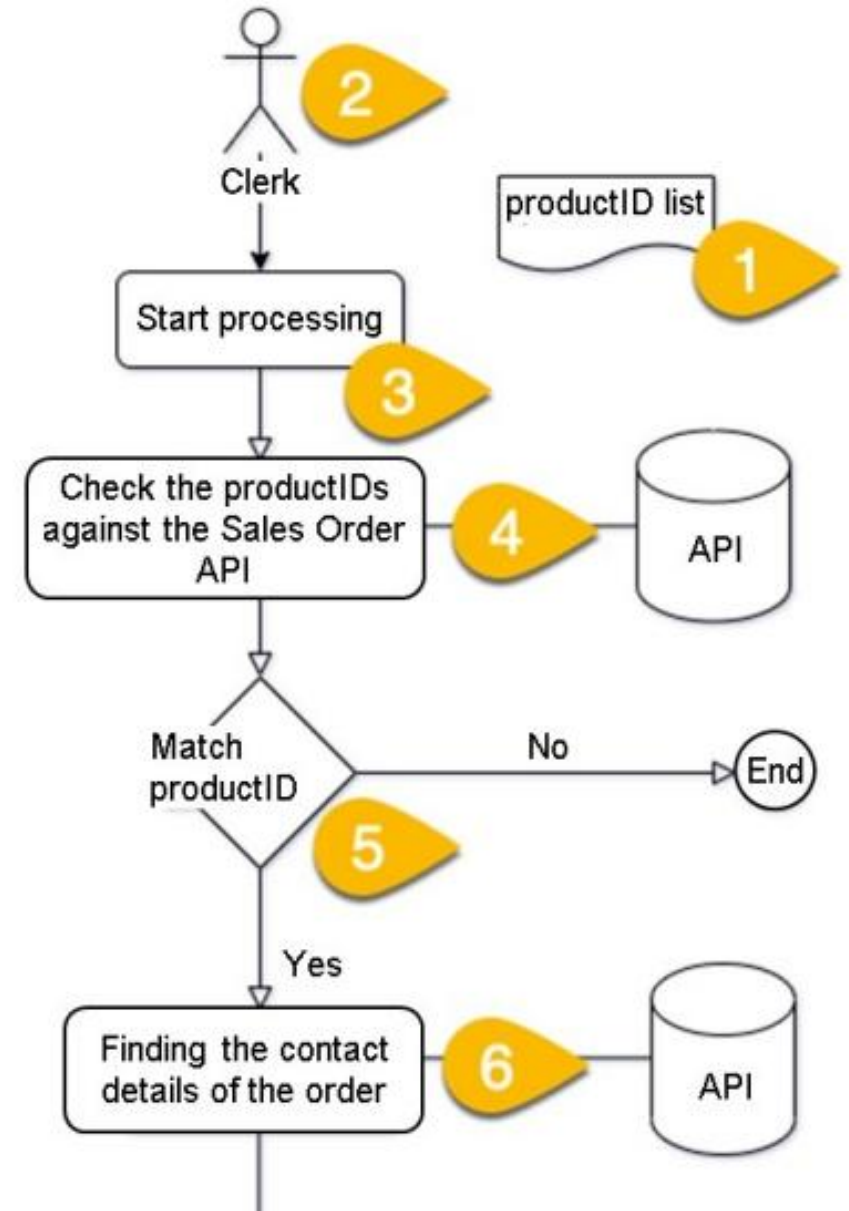 2
Clerk
productID list
1
Start processing
3
Check the productIDs
against the Sales Order
API
4
API
Match
productID
No
End
5
Yes
Finding the contact
details of the order
6
API